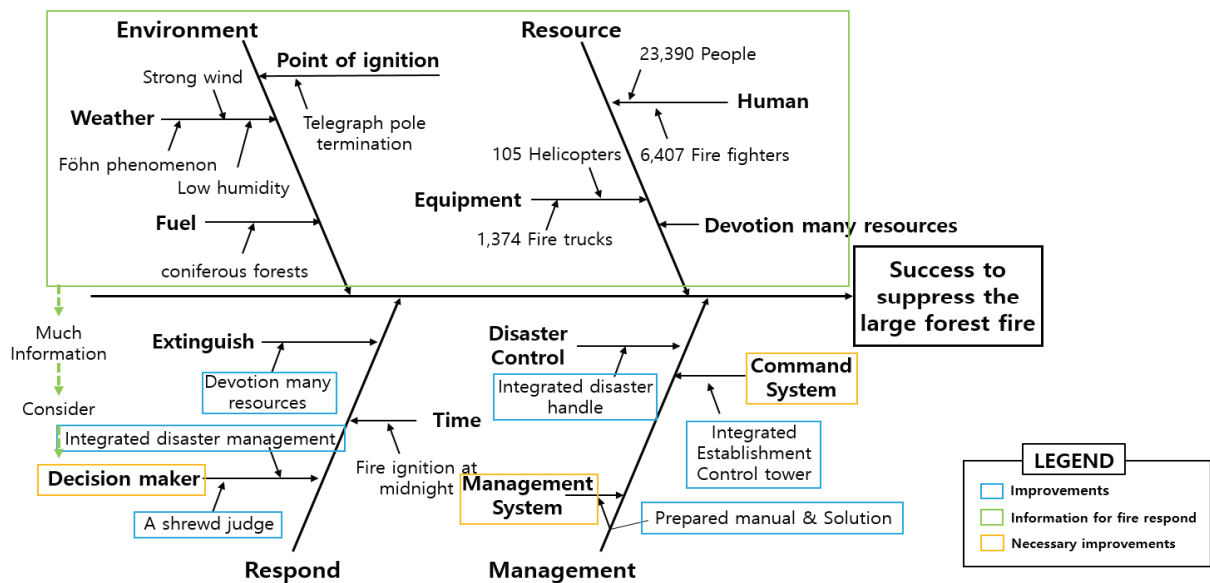 Environment
Resource
Point of ignition
23,390 People
Strong wind
Human
Weather
Telegraph pole
termination
Föhn phenomenon
105 Helicopters
6,407 Fire fighters
Low humidity
Equipment
Fuel
Devotion many resources
1,374 Fire trucks
coniferous forests
Success to
suppress the
large forest fire
Much
Information
Extinguish
Disaster
Control
Command
System
Devotion many
resources
Integrated disaster
handle
Consider
Time
Integrated disaster management
Integrated
Establishment
Control tower
Fire ignition at
midnight
Decision maker
Management
System
A shrewd judge
Prepared manual & Solution
Respond
Management
LEGEND
Improvements
Information for fire respond
Necessary improvements